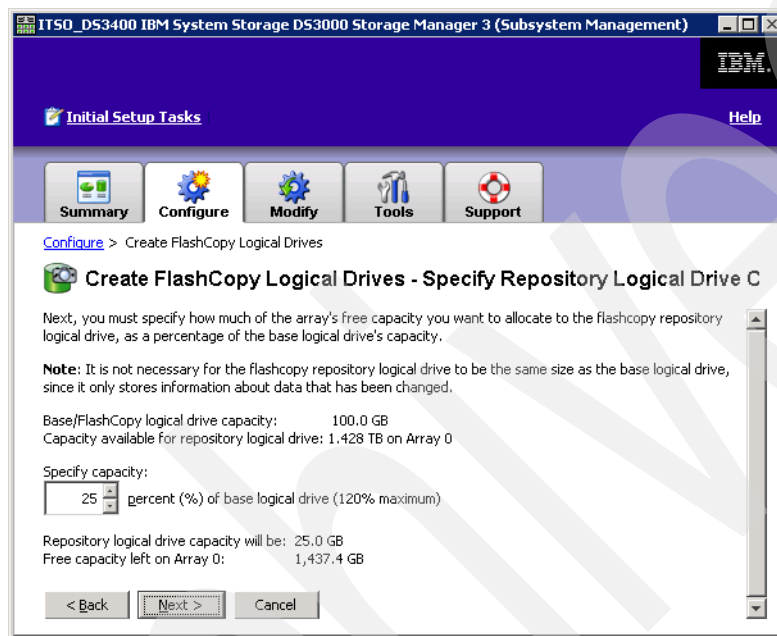 ITSO_DS3400 IBM System Storage DS3000 Storage Manager 3 (Subsystem Management)
IBM.
Initial Setup Tasks
Help
Summary
Configure
Modify
Tools
Support
Configure > Create FlashCopy Logical Drives
Create FlashCopy Logical Drives - Specify Repository Logical Drive C
Next, you must specify how much of the array's free capacity you want to allocate to the flashcopy repository
logical drive, as a percentage of the base logical drive's capacity.
Note: It is not necessary for the flashcopy repository logical drive to be the same size as the base logical drive,
since it only stores information about data that has been changed.
Base/FlashCopy logical drive capacity: 100.0 GB
Capacity available for repository logical drive: 1.428 TB on Array 0
Specify capacity:
25 percent (%) of base logical drive (120% maximum)
Repository logical drive capacity will be: 25.0 GB
Free capacity left on Array 0: 1,437.4 GB
< Back
Next >
Cancel